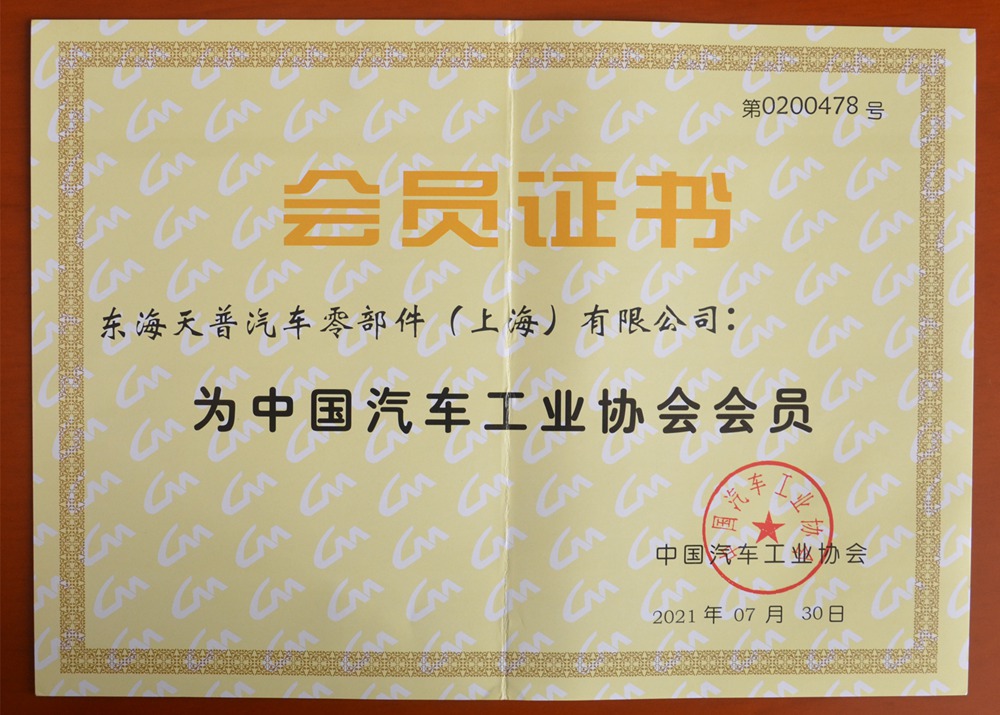 第0200478号
会员证书
东海天普汽车零部件（上海）有限公司：
为中国汽车工业协会会员
中国汽车工业协会
中国汽车工业协会
2021年 07月 30日